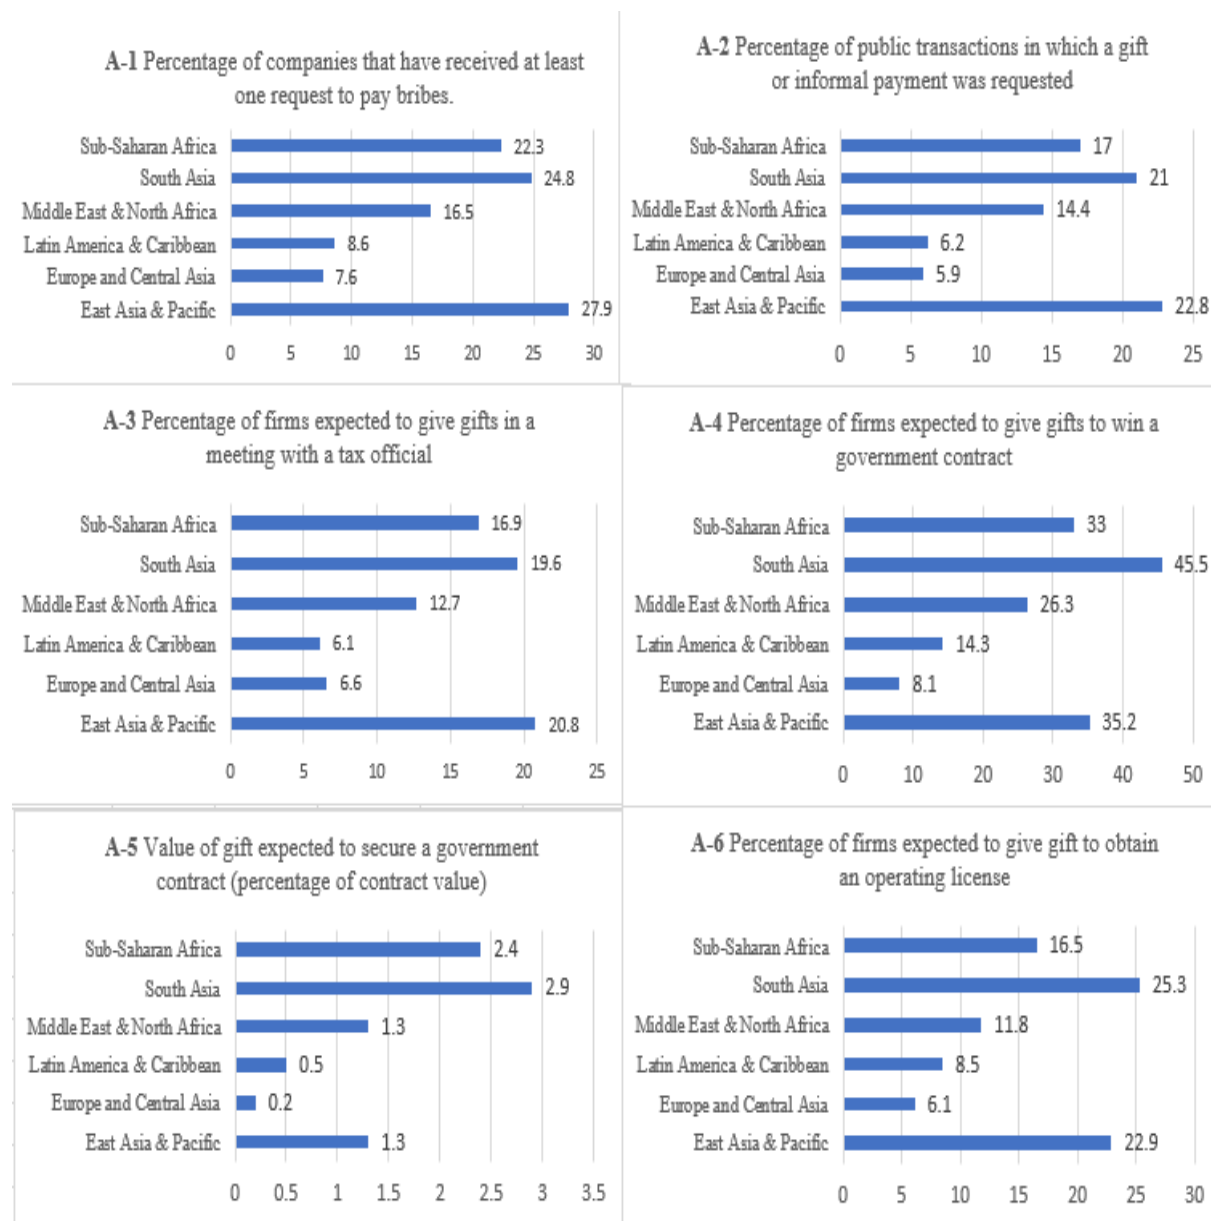 A-1 Percentage of companies that have received at least
one request to pay bribes.
Sub-Saharan Africa 22.3
South Asia 24.8
Middle East & North Africa 16.5
Latin America & Caribbean 8.6
Europe and Central Asia 7.6
East Asia & Pacific 27.9
0 5 10 15 20 25 30
A-2 Percentage of public transactions in which a gift
or informal payment was requested
Sub-Saharan Africa 17
South Asia 21
Middle East & North Africa 14.4
Latin America & Caribbean 6.2
Europe and Central Asia 5.9
East Asia & Pacific 22.8
0 5 10 15 20 25
A-3 Percentage of firms expected to give gifts in a
meeting with a tax official
Sub-Saharan Africa 16.9
South Asia 19.6
Middle East & North Africa 12.7
Latin America & Caribbean 6.1
Europe and Central Asia 6.6
East Asia & Pacific 20.8
0 5 10 15 20 25
A-4 Percentage of firms expected to give gifts to win a
government contract
Sub-Saharan Africa 33
South Asia 45.5
Middle East & North Africa 26.3
Latin America & Caribbean 14.3
Europe and Central Asia 8.1
East Asia & Pacific 35.2
0 10 20 30 40 50
A-5 Value of gift expected to secure a government
contract (percentage of contract value)
Sub-Saharan Africa 2.4
South Asia 2.9
Middle East & North Africa 1.3
Latin America & Caribbean 0.5
Europe and Central Asia 0.2
East Asia & Pacific 1.3
0 0.5 1 1.5 2 2.5 3 3.5
A-6 Percentage of firms expected to give gift to obtain
an operating license
Sub-Saharan Africa 16.5
South Asia 25.3
Middle East & North Africa 11.8
Latin America & Caribbean 8.5
Europe and Central Asia 6.1
East Asia & Pacific 22.9
0 5 10 15 20 25 30